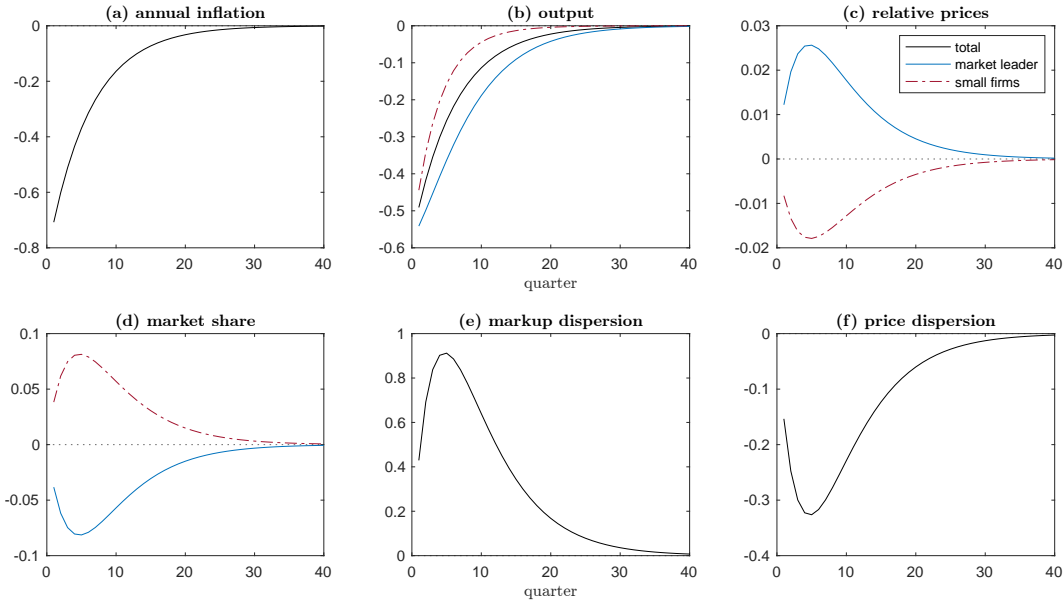 (a) annual inflation
0
-0.2
-0.4
-0.6
-0.8
0 10 20 30 40
(b) output
0
-0.1
-0.2
-0.3
-0.4
-0.5
-0.6
0 10 20 30 40
quarter
(c) relative prices
0.03
0.02
0.01
0
-0.01
-0.02
0 10 20 30 40
total
market leader
small firms
(d) market share
0.1
0.05
0
-0.05
-0.1
0 10 20 30 40
(e) markup dispersion
1
0.8
0.6
0.4
0.2
0
0 10 20 30 40
quarter
(f) price dispersion
0
-0.1
-0.2
-0.3
-0.4
0 10 20 30 40